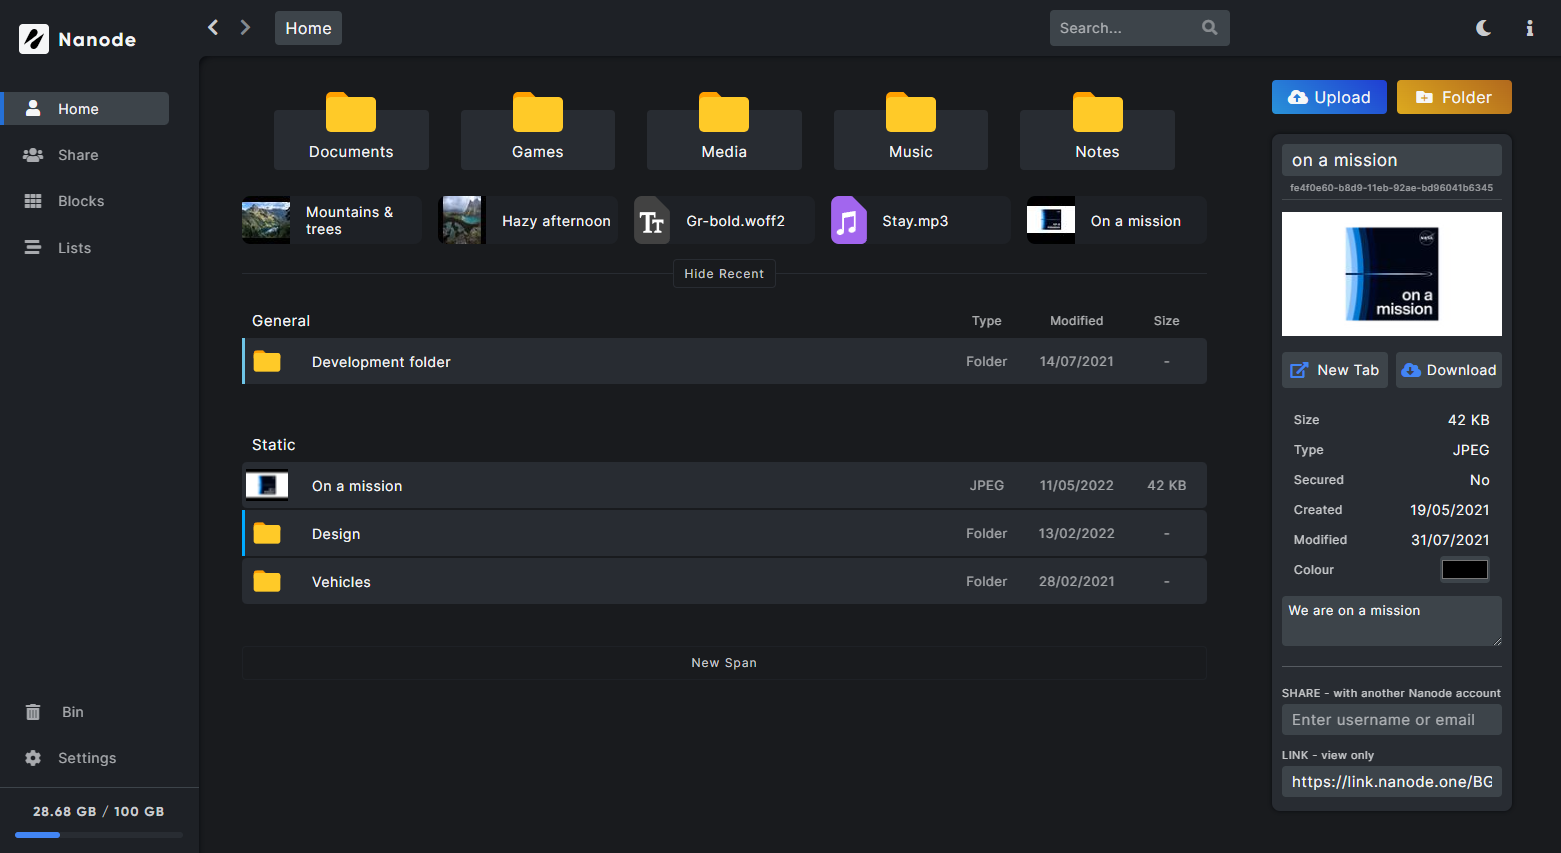 Nanode
Home
Search...
Home
Share
Blocks
Lists
Bin
Settings
28.68 GB / 100 GB
Documents
Games
Media
Music
Notes
Mountains &
trees
Hazy afternoon
Tт
Gr-bold.woff2
Stay.mp3
On a mission
Hide Recent
General
Type
Modified
Size
Development folder
Folder
14/07/2021
-
Static
On a mission
JPEG
11/05/2022
42 KB
Design
Folder
13/02/2022
-
Vehicles
Folder
28/02/2021
-
New Span
Upload
Folder
on a mission
fe4f0e60-b8d9-11eb-92ae-bd96041b6345
NASA
on a
mission
New Tab
Download
Size
42 KB
Type
JPEG
Secured
No
Created
19/05/2021
Modified
31/07/2021
Colour
We are on a mission
SHARE - with another Nanode account
Enter username or email
LINK - view only
https://link.nanode.one/BG